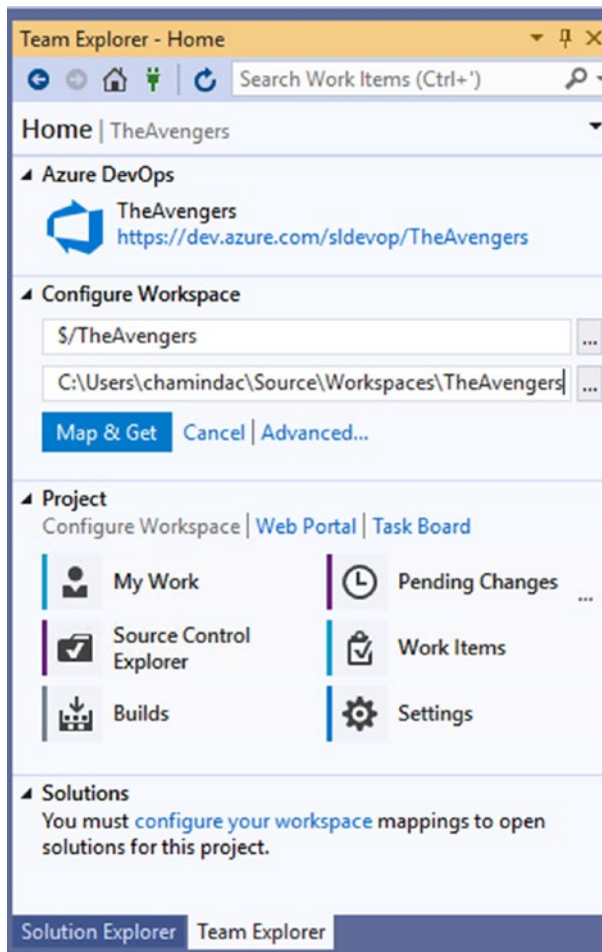 Team Explorer - Home
Search Work Items (Ctrl+')
Home | TheAvengers
Azure DevOps
TheAvengers
https://dev.azure.com/sldevop/TheAvengers
Configure Workspace
$/TheAvengers
...
C:\Users\chamindac\Source\Workspaces\TheAvengers
...
Map & Get Cancel | Advanced...
Project
Configure Workspace | Web Portal | Task Board
My Work
Pending Changes
...
Source Control
Explorer
Work Items
Builds
Settings
Solutions
You must configure your workspace mappings to open
solutions for this project.
Solution Explorer Team Explorer